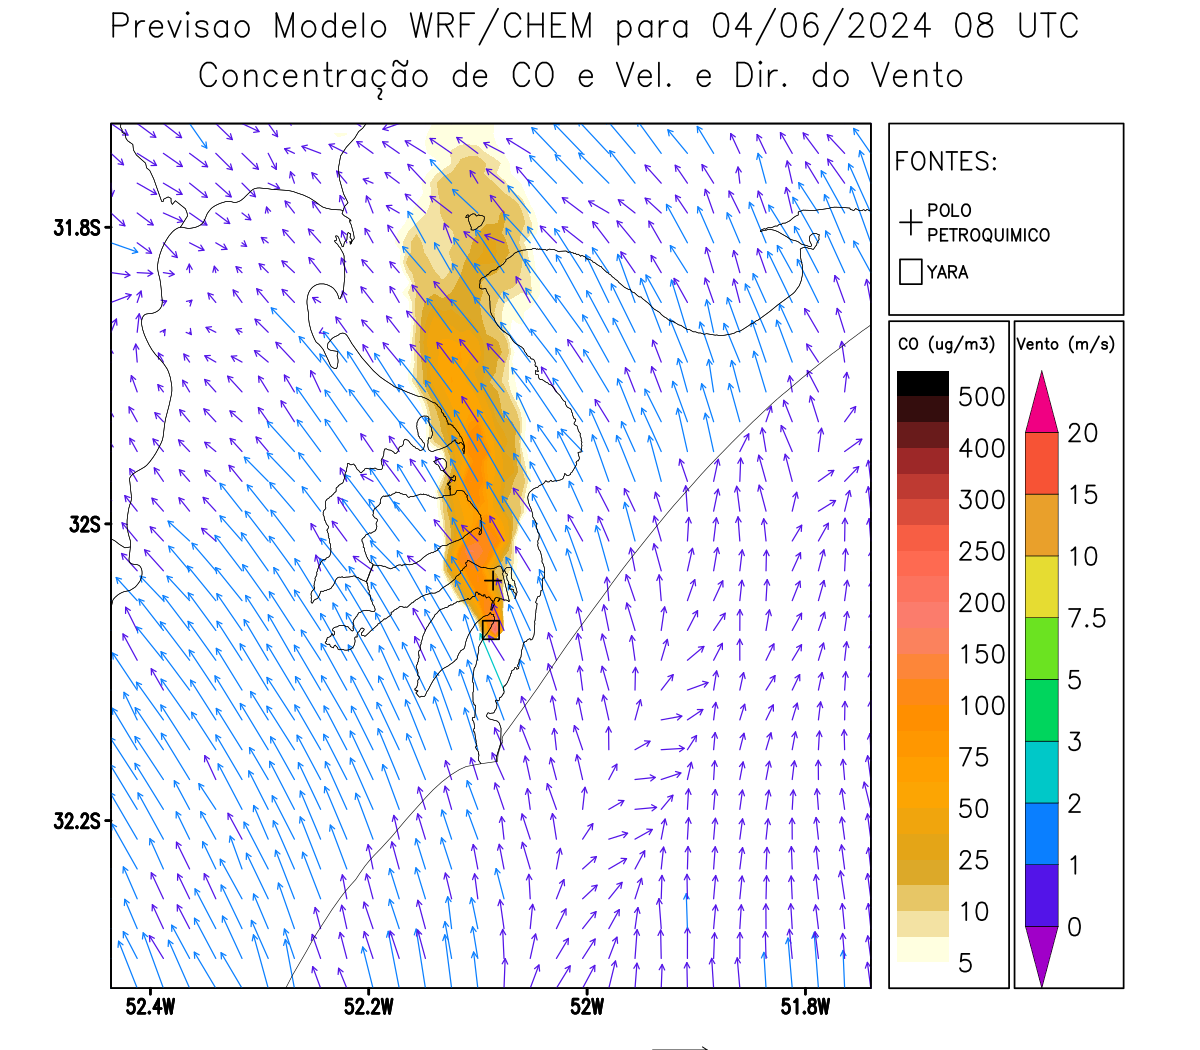 Previsao Modelo WRF/CHEM para 04/06/2024 08 UTC
Concentração de CO e Vel. e Dir. do Vento
FONTES:
POLO
PETROQUIMICO
YARA
CO (ug/m3)
500
400
300
250
200
150
100
75
50
25
10
5
Vento (m/s)
20
15
10
7.5
5
3
2
1
0
31.8S
32S
32.2S
52.4W
52.2W
52W
51.8W